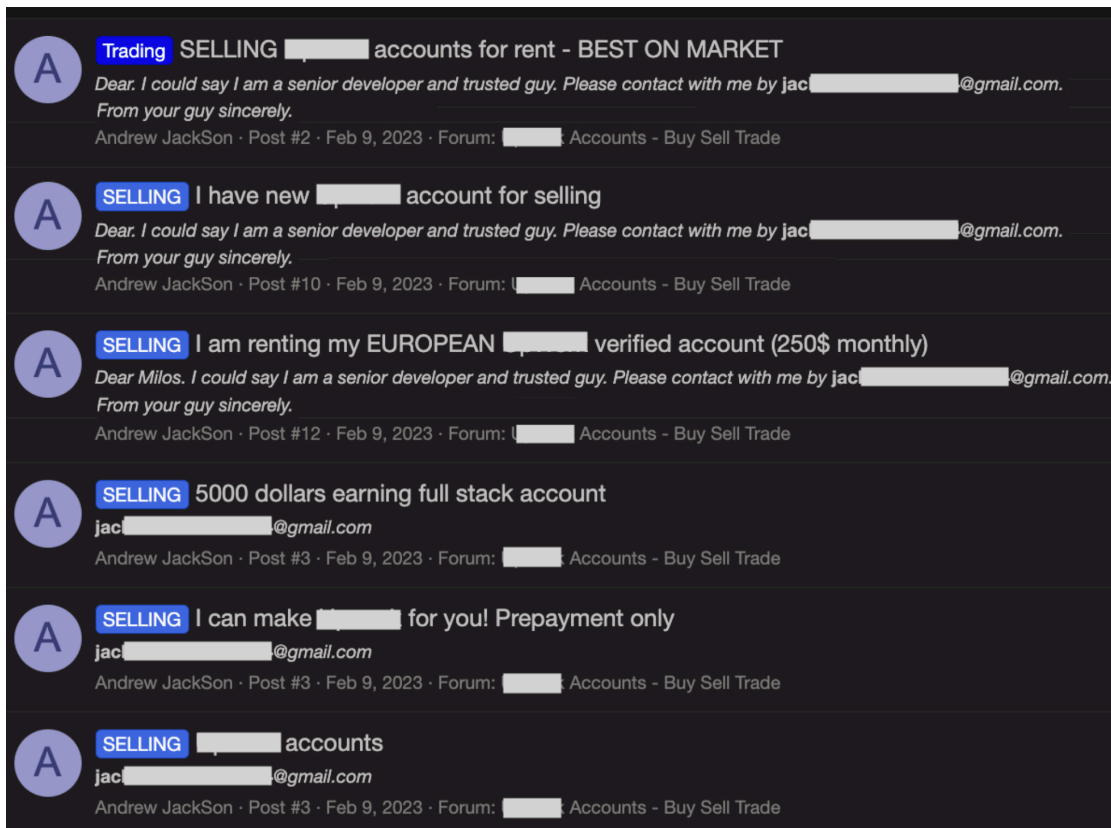 A
Trading SELLING accounts for rent - BEST ON MARKET
Dear. I could say I am a senior developer and trusted guy. Please contact with me by jac @gmail.com.
From your guy sincerely.
Andrew JackSon · Post #2 · Feb 9, 2023 · Forum: Accounts - Buy Sell Trade
A
SELLING I have new account for selling
Dear. I could say I am a senior developer and trusted guy. Please contact with me by jac @gmail.com.
From your guy sincerely.
Andrew JackSon · Post #10 · Feb 9, 2023 · Forum: Accounts - Buy Sell Trade
A
SELLING I am renting my EUROPEAN verified account (250$ monthly)
Dear Milos. I could say I am a senior developer and trusted guy. Please contact with me by jac @gmail.com.
From your guy sincerely.
Andrew JackSon · Post #12 · Feb 9, 2023 · Forum: Accounts - Buy Sell Trade
A
SELLING 5000 dollars earning full stack account
jac @gmail.com
Andrew JackSon · Post #3 · Feb 9, 2023 · Forum: Accounts - Buy Sell Trade
A
SELLING I can make for you! Prepayment only
jac @gmail.com
Andrew JackSon · Post #3 · Feb 9, 2023 · Forum: Accounts - Buy Sell Trade
A
SELLING accounts
jac @gmail.com
Andrew JackSon · Post #3 · Feb 9, 2023 · Forum: Accounts - Buy Sell Trade